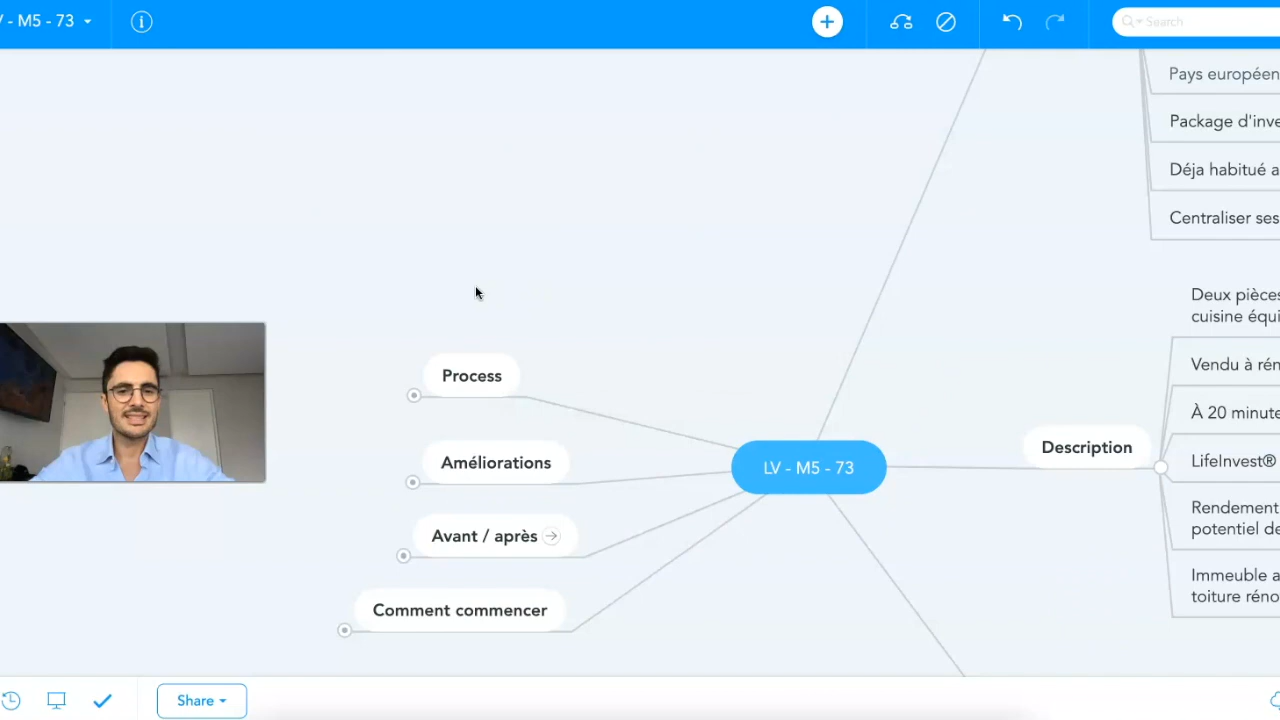 - M5 - 73
Search
Pays européen
Package d'inve
Déja habitué a
Centraliser ses
Deux pièces
cuisine équi
Process
Vendu à rén
À 20 minute
Améliorations
LV - M5 - 73
Description
LifeInvest®
Rendement
potentiel de
Avant / après
Immeuble a
toiture réno
Comment commencer
Share